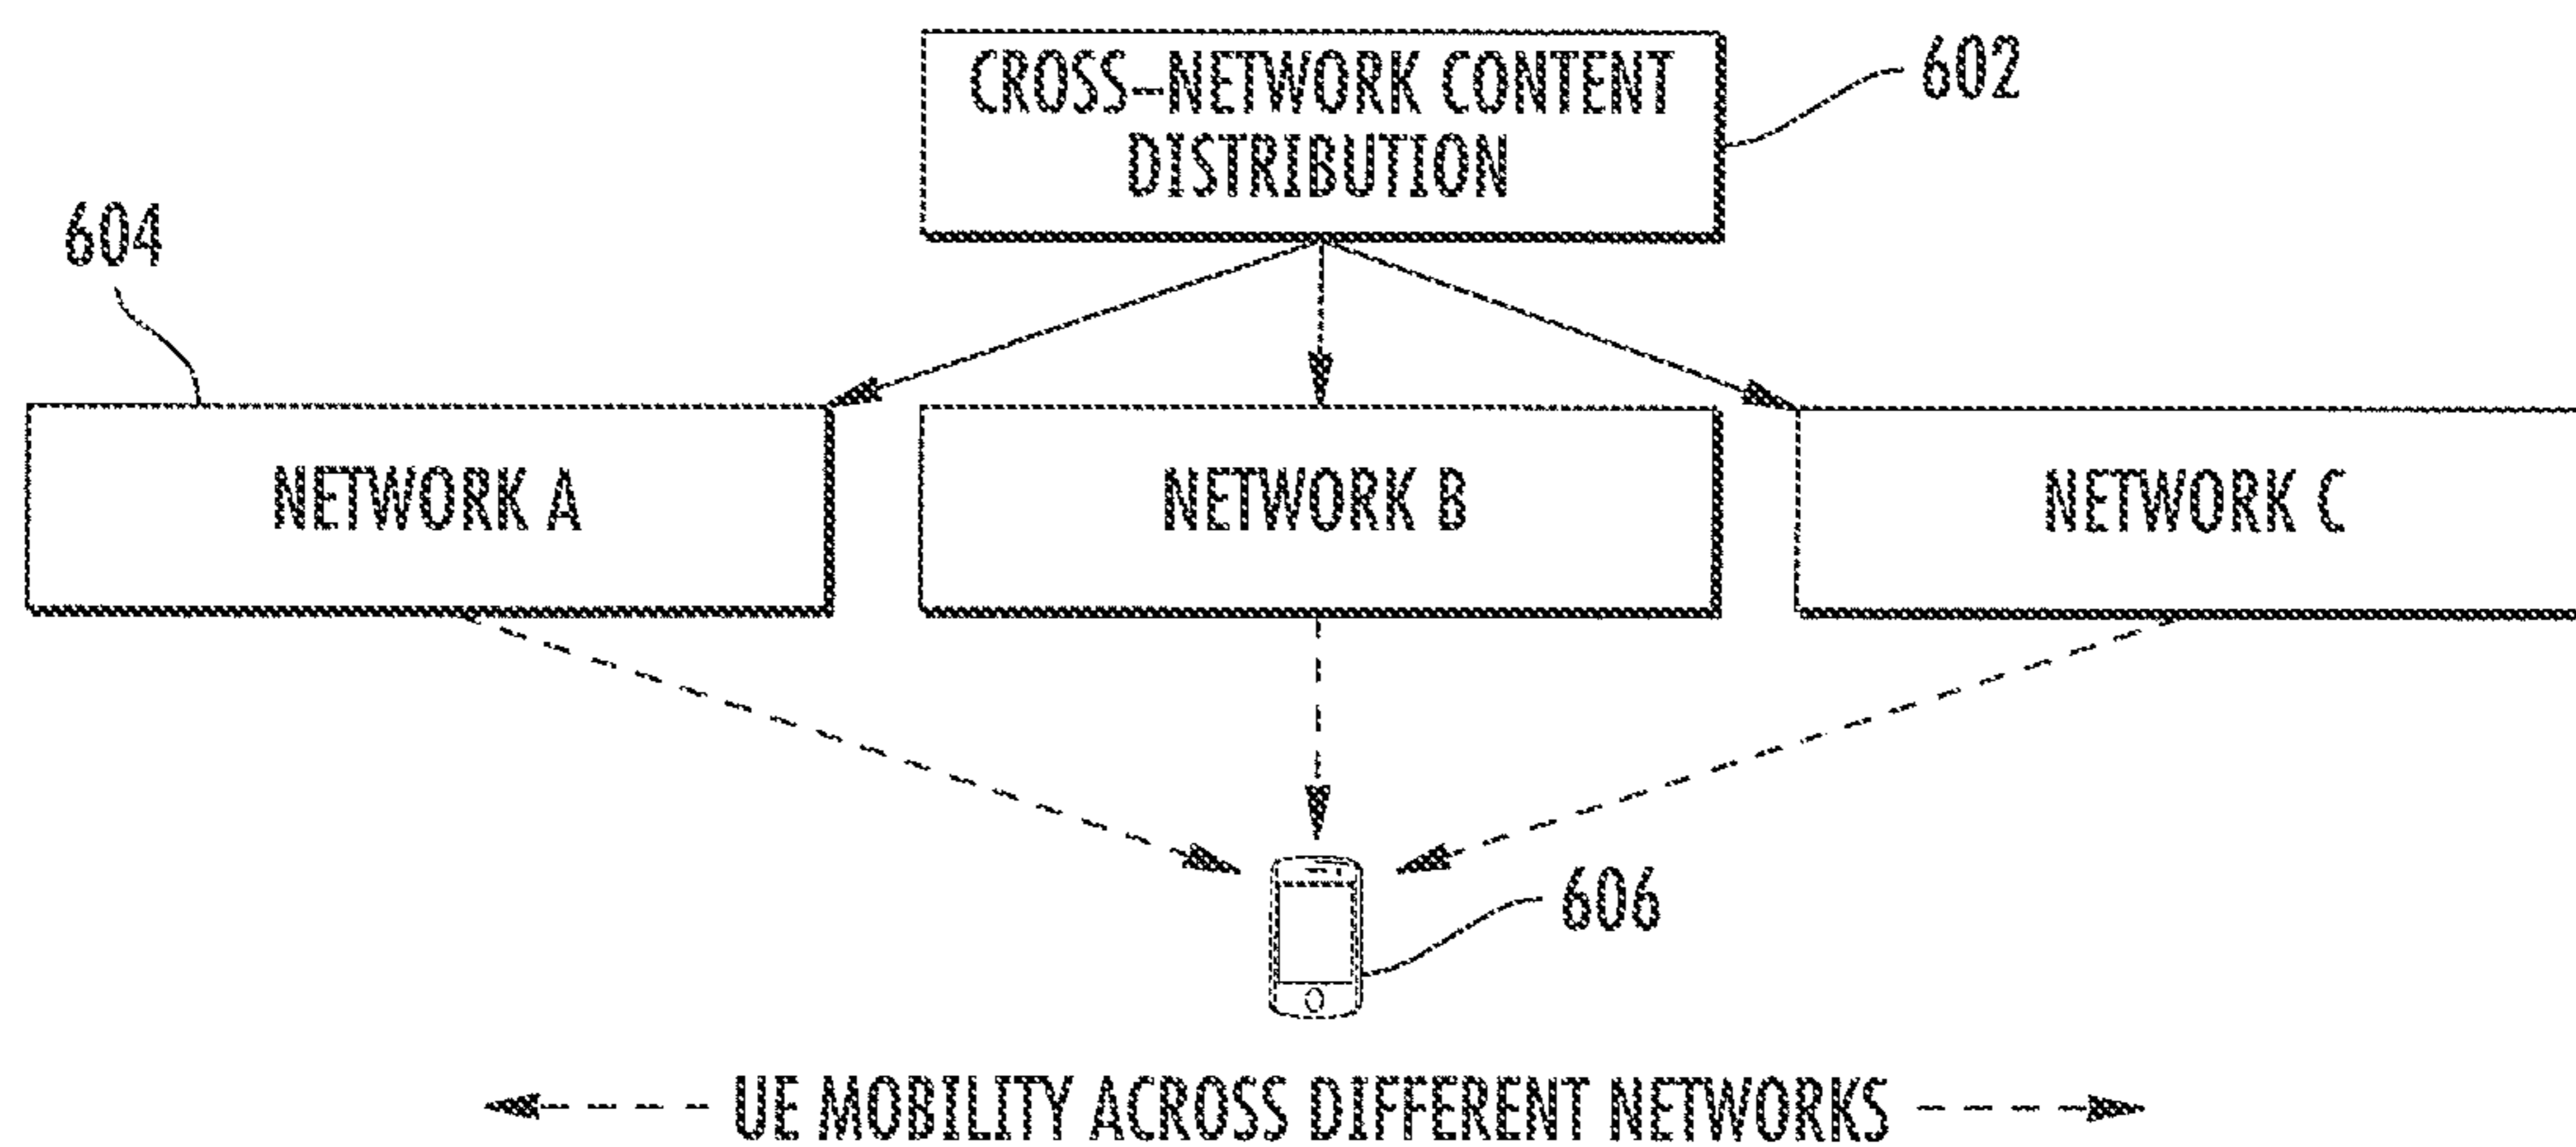 CROSS–NETWORK CONTENT
DISTRIBUTION
602
604
NETWORK A
NETWORK B
NETWORK C
606
UE MOBILITY ACROSS DIFFERENT NETWORKS